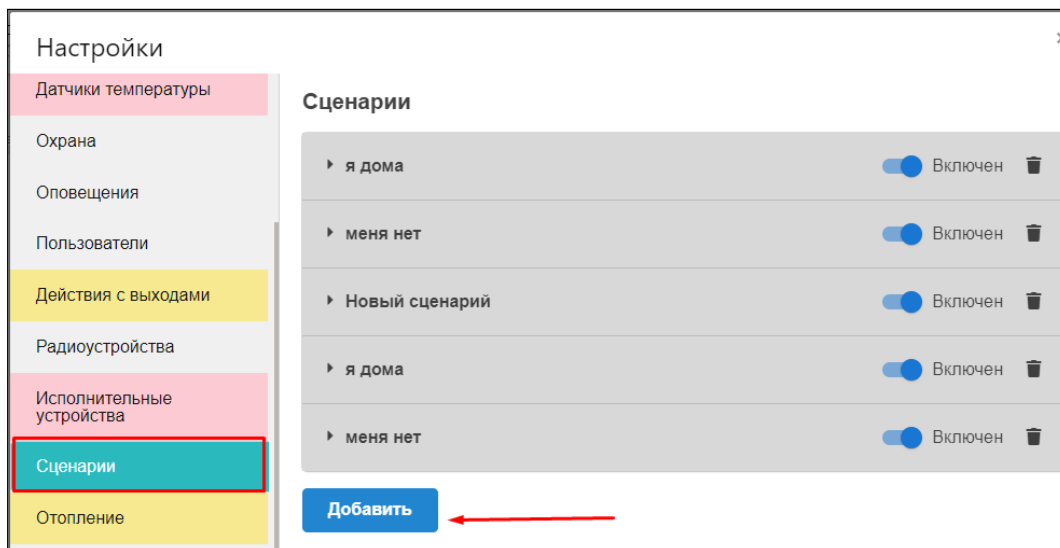 Настройки
Датчики температуры
Охрана
Оповещения
Пользователи
Действия с выходами
Радиоустройства
Исполнительные
устройства
Сценарии
Отопление
Сценарии
я дома Включен
меня нет Включен
Новый сценарий Включен
я дома Включен
меня нет Включен
Добавить